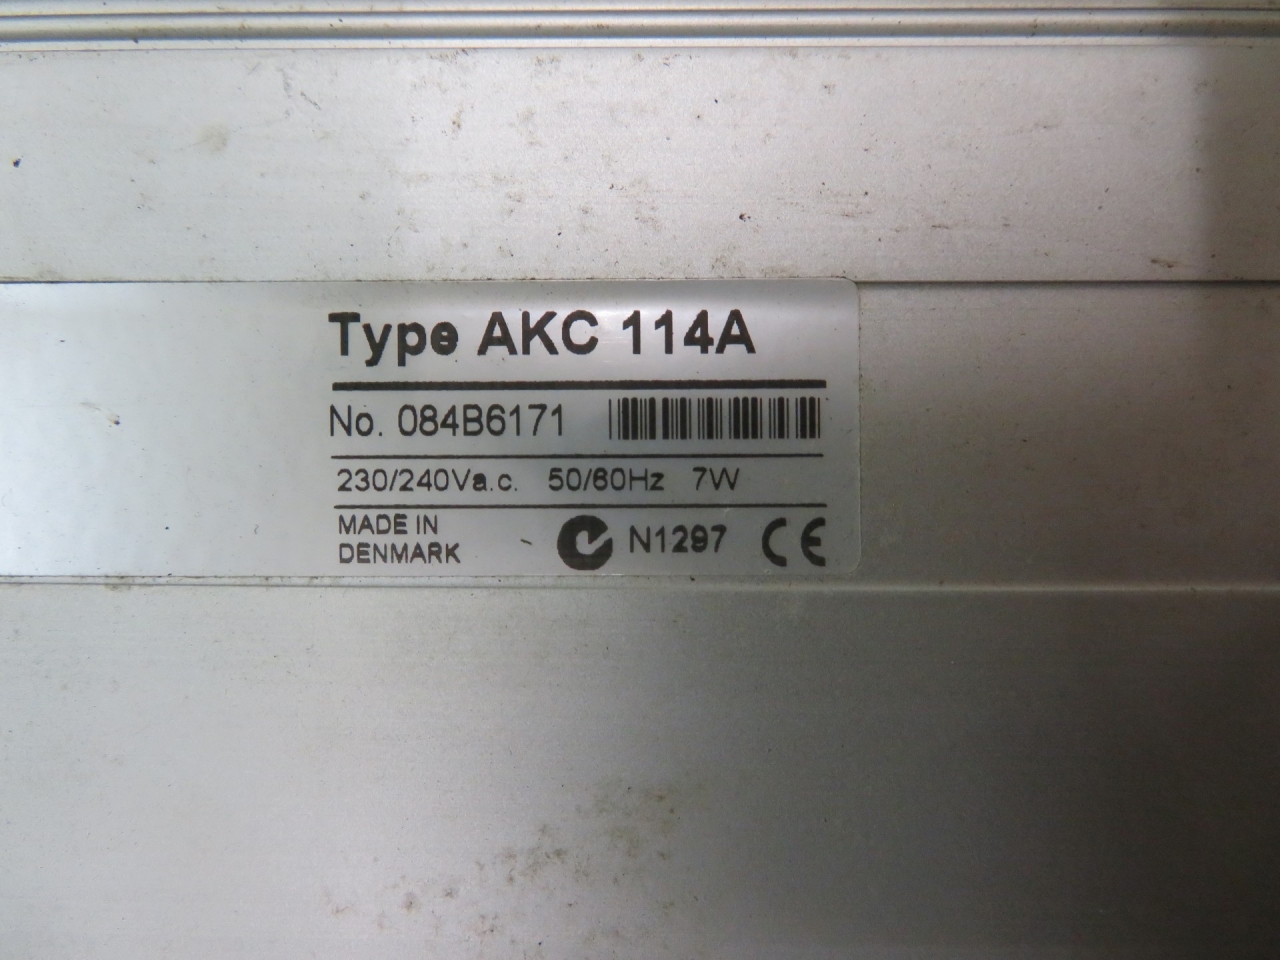 Type AKC 114A
No. 084B6171
230/240Va.c. 50/60Hz 7W
MADE IN
DENMARK
N1297 CE